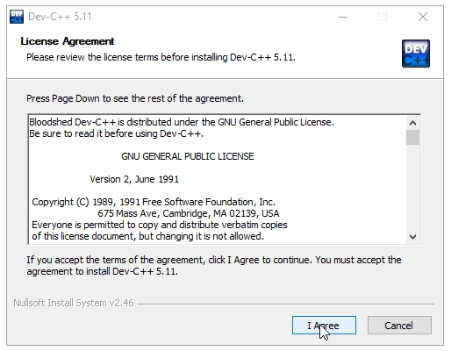 Dev-C++ 5.11
License Agreement
Please review the license terms before installing Dev-C++ 5.11.
DEV
C++
Press Page Down to see the rest of the agreement.
Bloodshed Dev-C++ is distributed under the GNU General Public License.
Be sure to read it before using Dev-C++.
GNU GENERAL PUBLIC LICENSE
Version 2, June 1991
Copyright (C) 1989, 1991 Free Software Foundation, Inc.
675 Mass Ave, Cambridge, MA 02139, USA
Everyone is permitted to copy and distribute verbatim copies
of this license document, but changing it is not allowed.
If you accept the terms of the agreement, click I Agree to continue. You must accept the
agreement to install Dev-C++ 5.11.
Nullsoft Install System v2.46
I Agree
Cancel